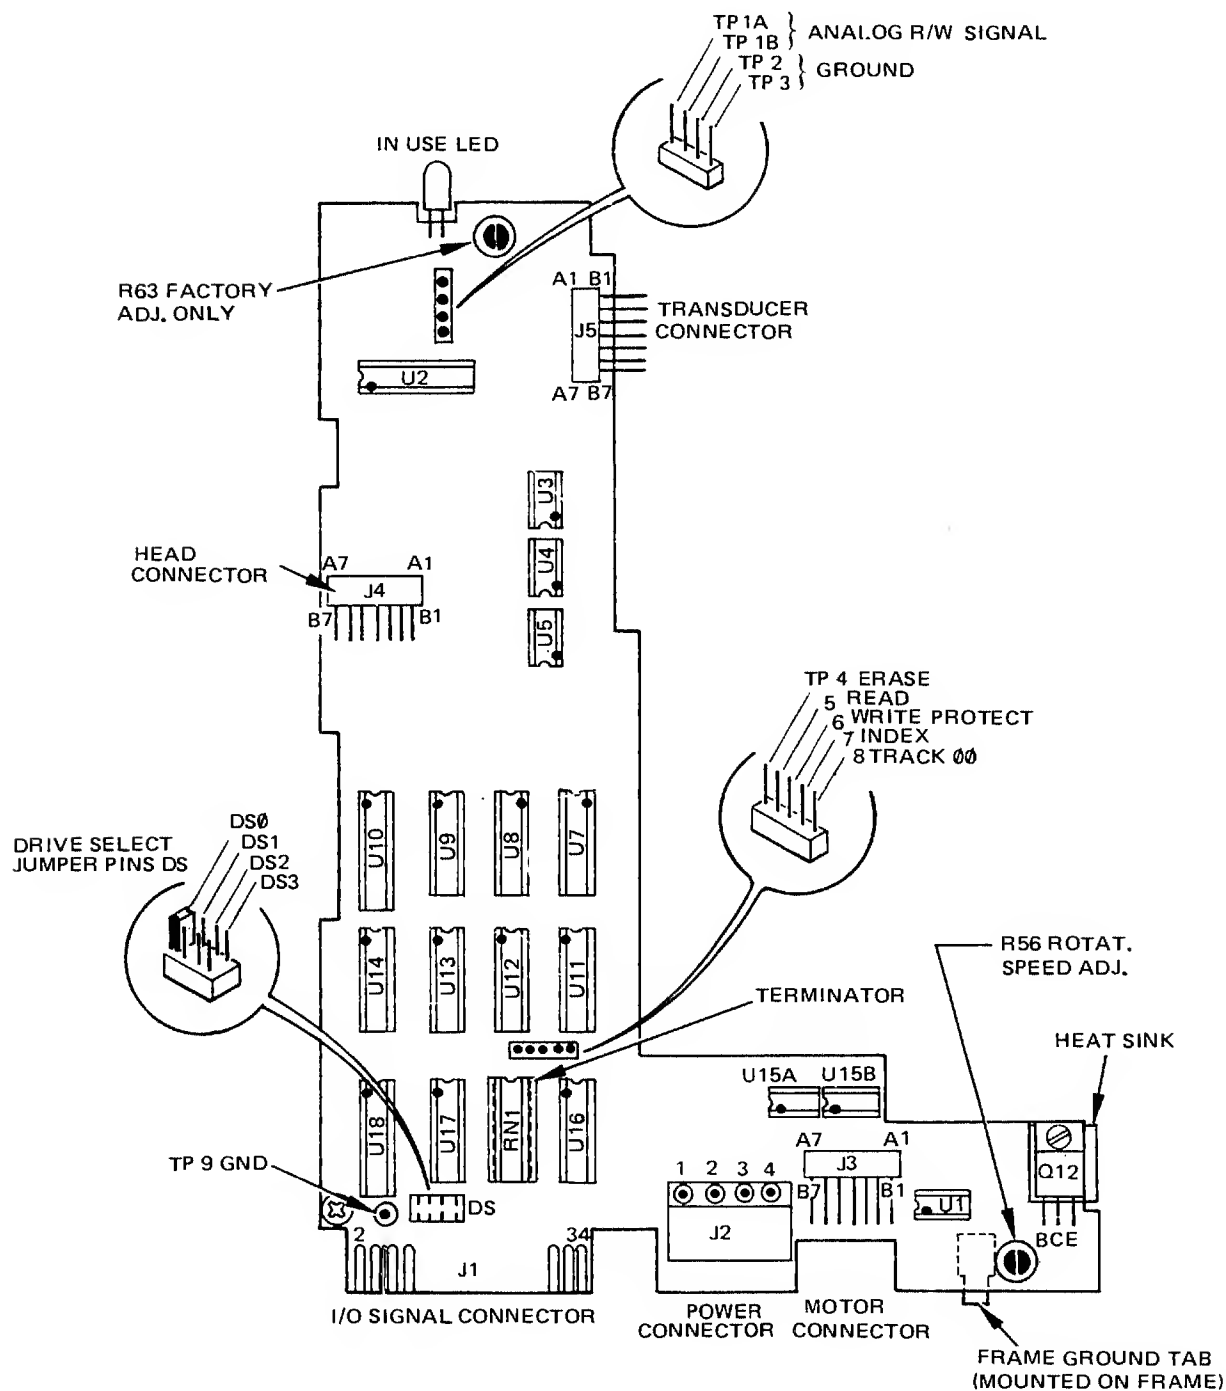 TP 1A
TP 1B
ANALOG R/W SIGNAL
TP 2
TP 3
GROUND
IN USE LED
R63 FACTORY
ADJ. ONLY
A1 B1
J5
TRANSDUCER
CONNECTOR
A7 B7
U2
U3
U4
U5
HEAD
CONNECTOR
A7 A1
J4
B7 B1
TP 4 ERASE
5 READ
6 WRITE PROTECT
7 INDEX
8 TRACK 00
U10 U9 U8 U7
DRIVE SELECT
JUMPER PINS DS
DS0
DS1
DS2
DS3
U14 U13 U12 U11
R56 ROTAT.
SPEED ADJ.
TERMINATOR
HEAT SINK
U15A U15B
U18 U17 RN1 U16
TP 9 GND
DS
1 2 3 4
J2
A7 A1
J3
B7 B1
U1
Q12
BCE
2 34
J1
I/O SIGNAL CONNECTOR
POWER
CONNECTOR
MOTOR
CONNECTOR
FRAME GROUND TAB
(MOUNTED ON FRAME)